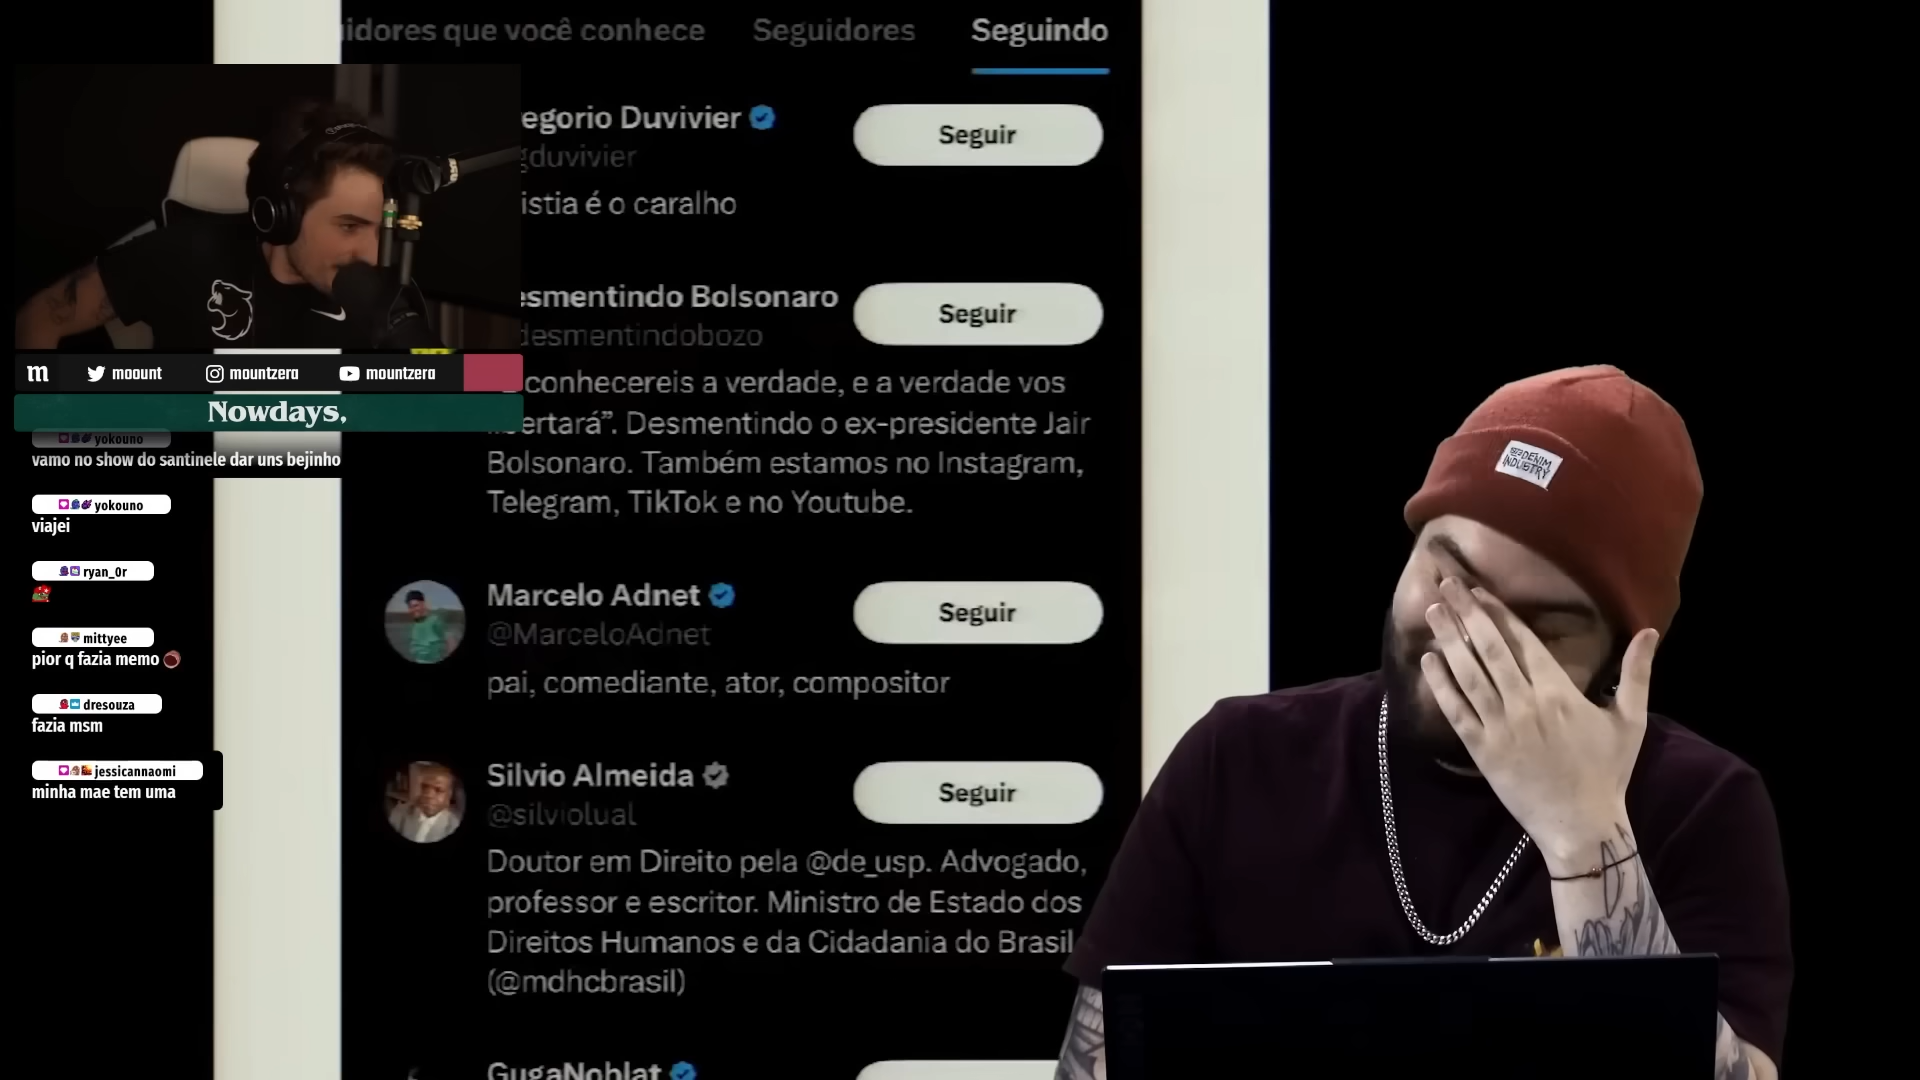 idores que você conhece
Seguidores
Seguindo
egorio Duvivier
Seguir
gduvivier
istia é o caralho
esmentindo Bolsonaro
Seguir
desmentindobozo
conhecereis a verdade, e a verdade vos
bertará”. Desmentindo o ex-presidente Jair
Bolsonaro. Também estamos no Instagram,
Telegram, TikTok e no Youtube.
Marcelo Adnet
Seguir
@MarceloAdnet
pai, comediante, ator, compositor
Silvio Almeida
Seguir
@silviolual
Doutor em Direito pela @de_usp. Advogado,
professor e escritor. Ministro de Estado dos
Direitos Humanos e da Cidadania do Brasil
(@mdhcbrasil)
GugaNoblat
m
moount
mountzera
mountzera
Nowdays,
yokouno
vamo no show do santinele dar uns bejinho
yokouno
viajei
ryan_0r
mittyee
pior q fazia memo
dresouza
fazia msm
jessicannaomi
minha mae tem uma
DENIM
INDUSTRY